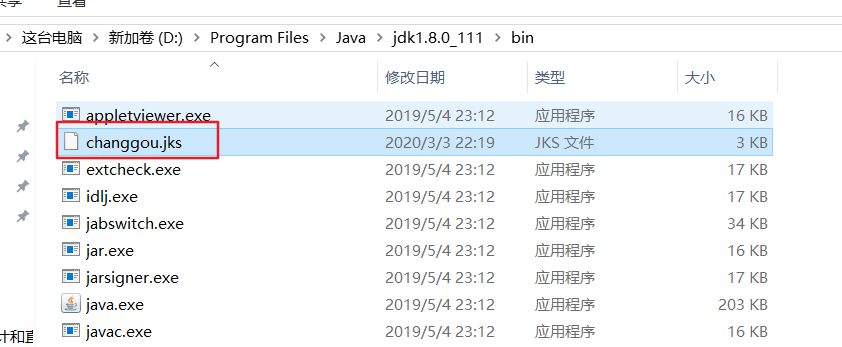 查看
这台电脑 > 新加卷 (D:) > Program Files > Java > jdk1.8.0_111 > bin
名称 修改日期 类型 大小
appletviewer.exe 2019/5/4 23:12 应用程序 16 KB
changgou.jks 2020/3/3 22:19 JKS 文件 3 KB
extcheck.exe 2019/5/4 23:12 应用程序 17 KB
idlj.exe 2019/5/4 23:12 应用程序 17 KB
jabswitch.exe 2019/5/4 23:12 应用程序 34 KB
jar.exe 2019/5/4 23:12 应用程序 16 KB
jarsigner.exe 2019/5/4 23:12 应用程序 17 KB
java.exe 2019/5/4 23:12 应用程序 203 KB
javac.exe 2019/5/4 23:12 应用程序 16 KB